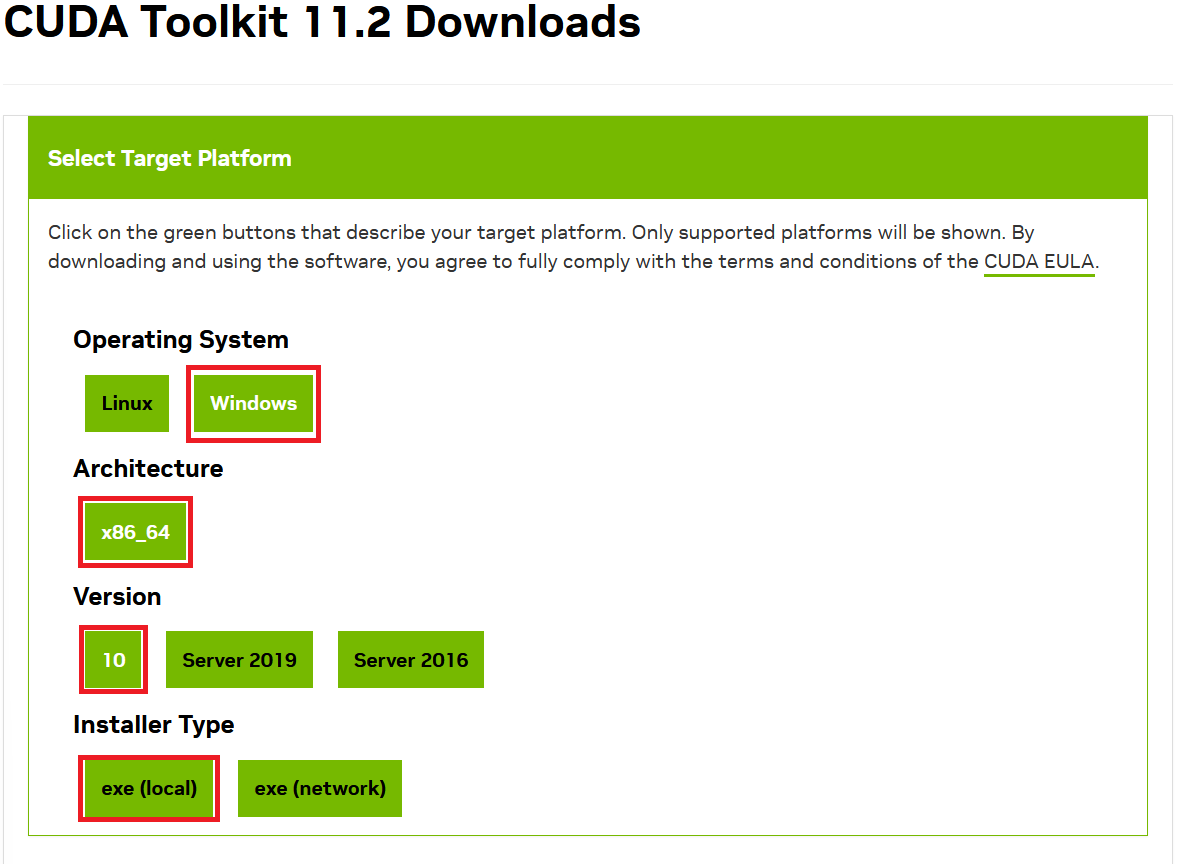 CUDA Toolkit 11.2 Downloads
Select Target Platform
Click on the green buttons that describe your target platform. Only supported platforms will be shown. By
downloading and using the software, you agree to fully comply with the terms and conditions of the CUDA EULA.
Operating System
Linux Windows
Architecture
x86_64
Version
10 Server 2019 Server 2016
Installer Type
exe (local) exe (network)